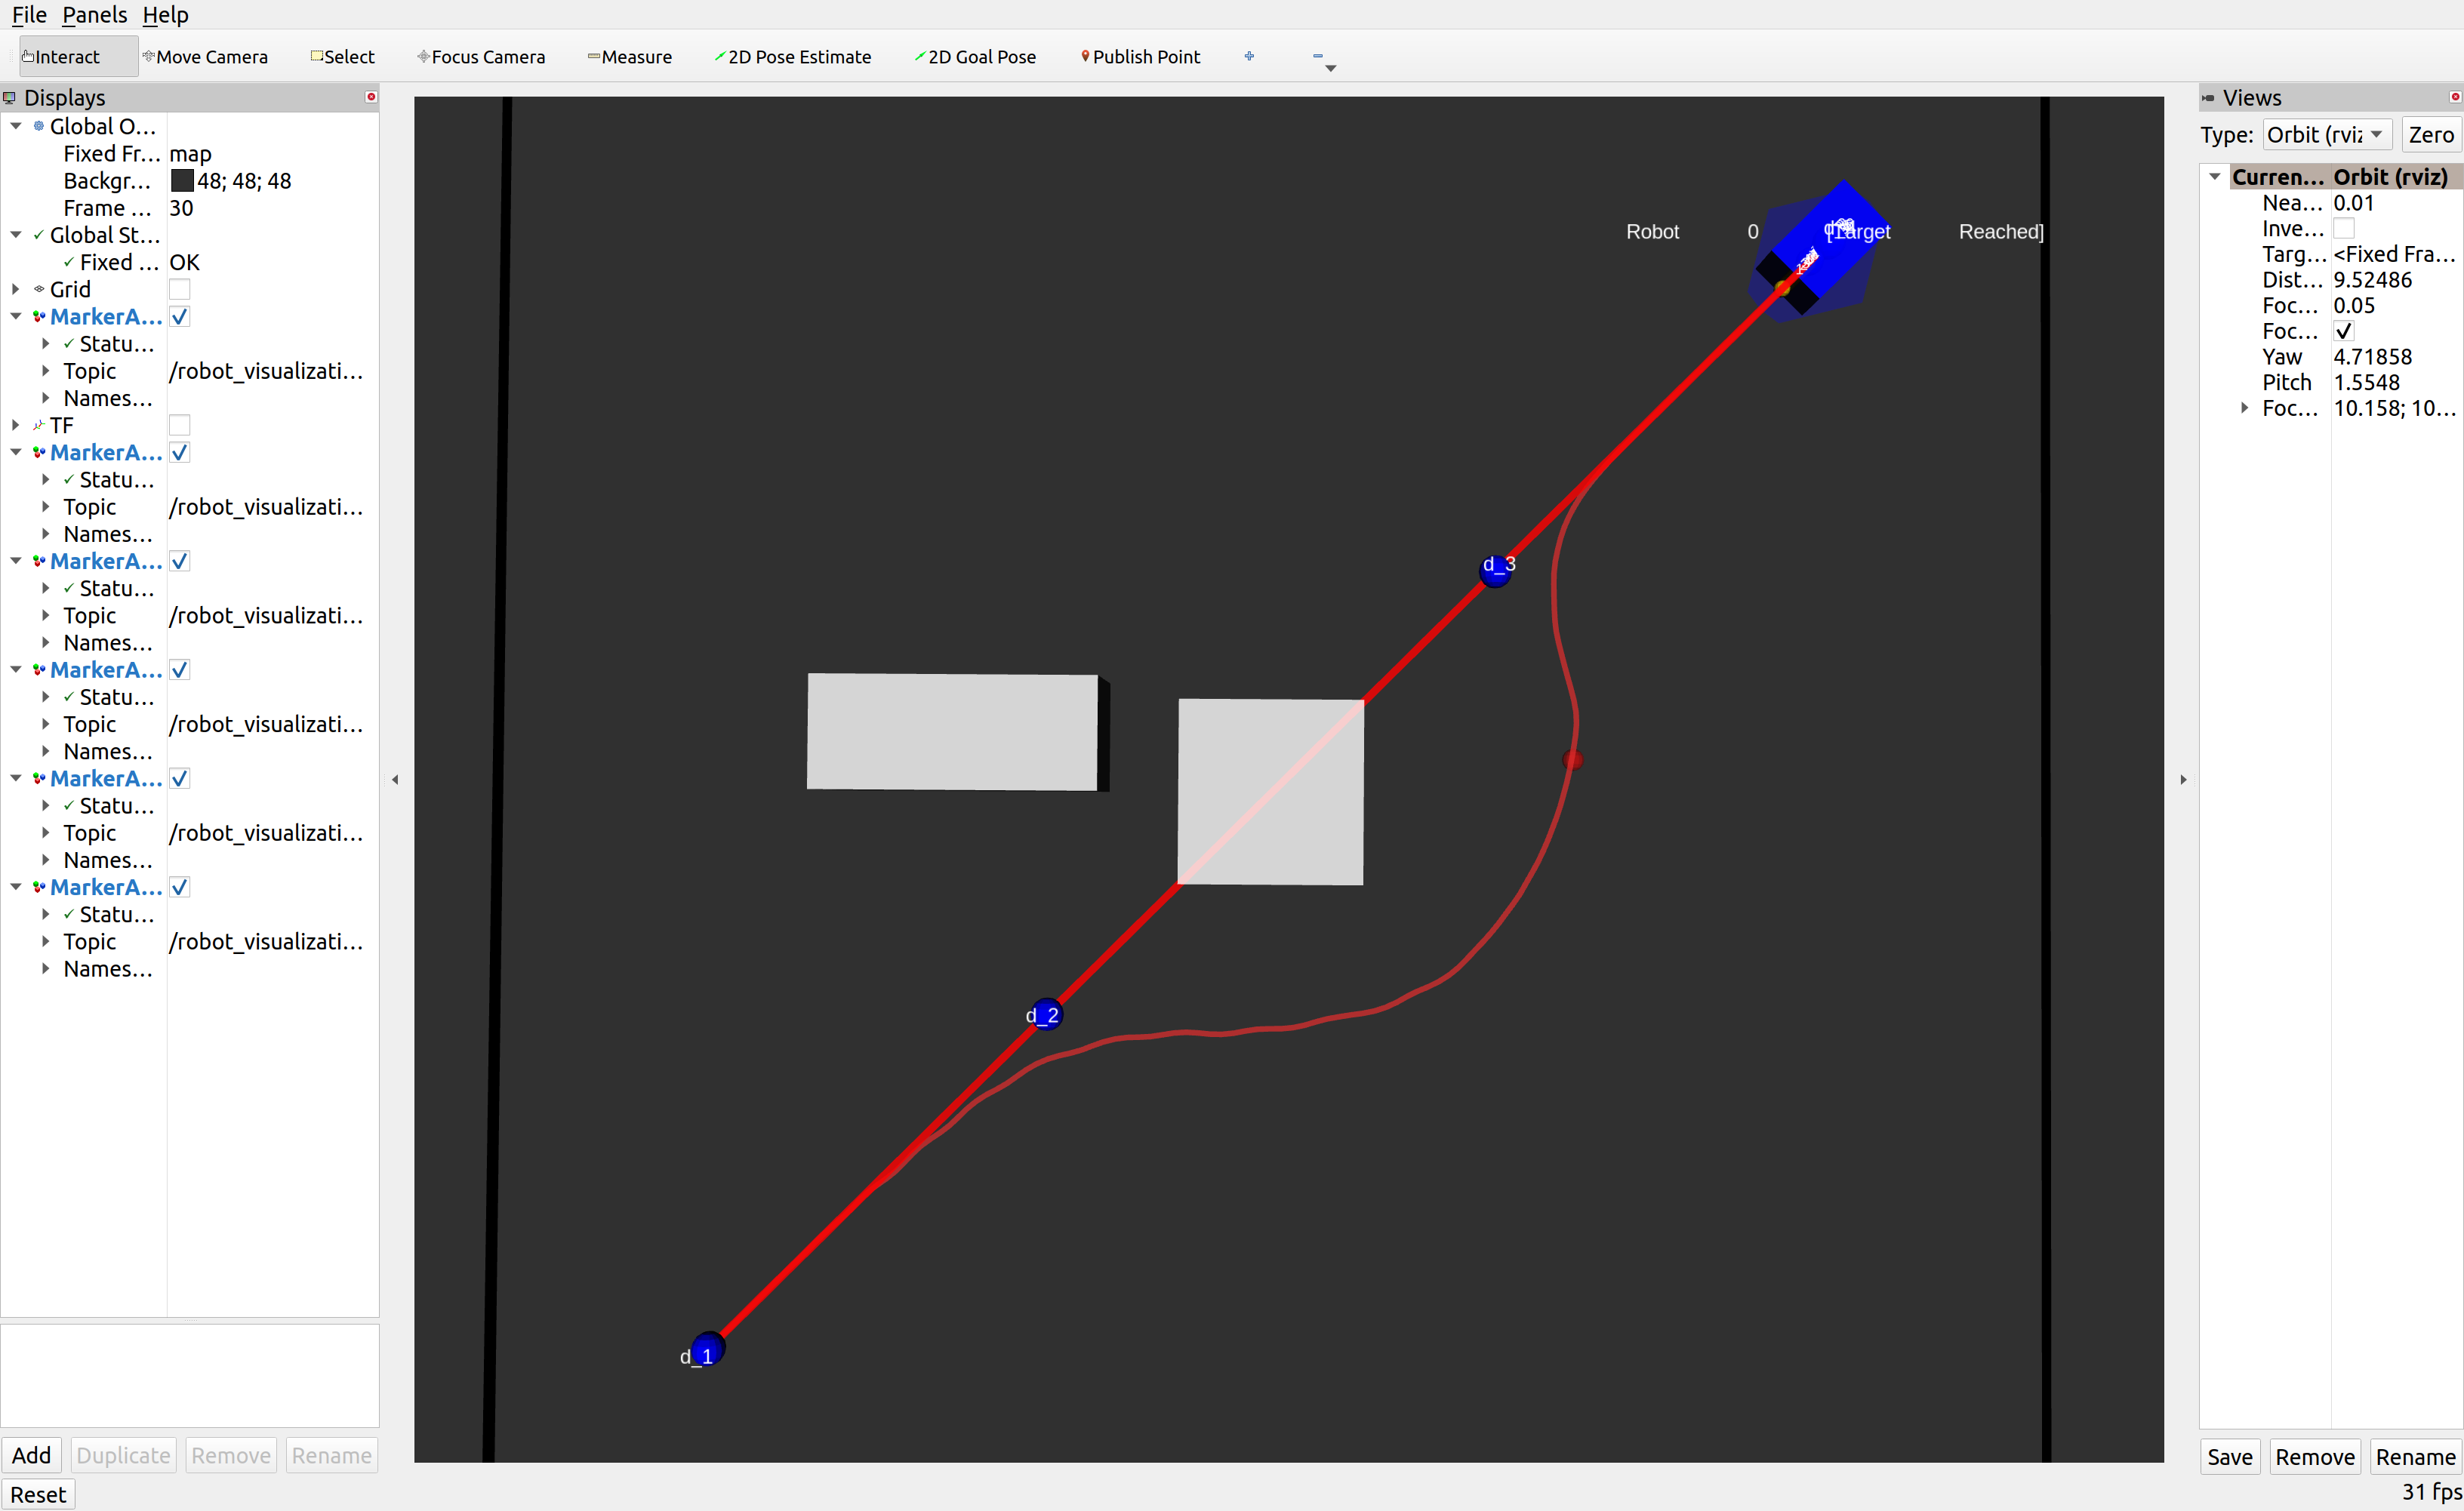 File Panels Help
Interact Move Camera Select Focus Camera Measure 2D Pose Estimate 2D Goal Pose Publish Point
Displays
Global O...
Fixed Fr... map
Backgr... 48; 48; 48
Frame ... 30
Global St...
Fixed ... OK
Grid
MarkerA...
Statu...
Topic /robot_visualizati...
Names...
TF
MarkerA...
Statu...
Topic /robot_visualizati...
Names...
MarkerA...
Statu...
Topic /robot_visualizati...
Names...
MarkerA...
Statu...
Topic /robot_visualizati...
Names...
MarkerA...
Statu...
Topic /robot_visualizati...
Names...
MarkerA...
Statu...
Topic /robot_visualizati...
Names...
Add Duplicate Remove Rename
Reset
Robot 0 [Target Reached]
d_3
d_2
d_1
Views
Type: Orbit (rviz Zero
Curren... Orbit (rviz)
Nea... 0.01
Inve...
Targ... <Fixed Fra...
Dist... 9.52486
Foc... 0.05
Foc...
Yaw 4.71858
Pitch 1.5548
Foc... 10.158; 10...
Save Remove Rename
31 fps